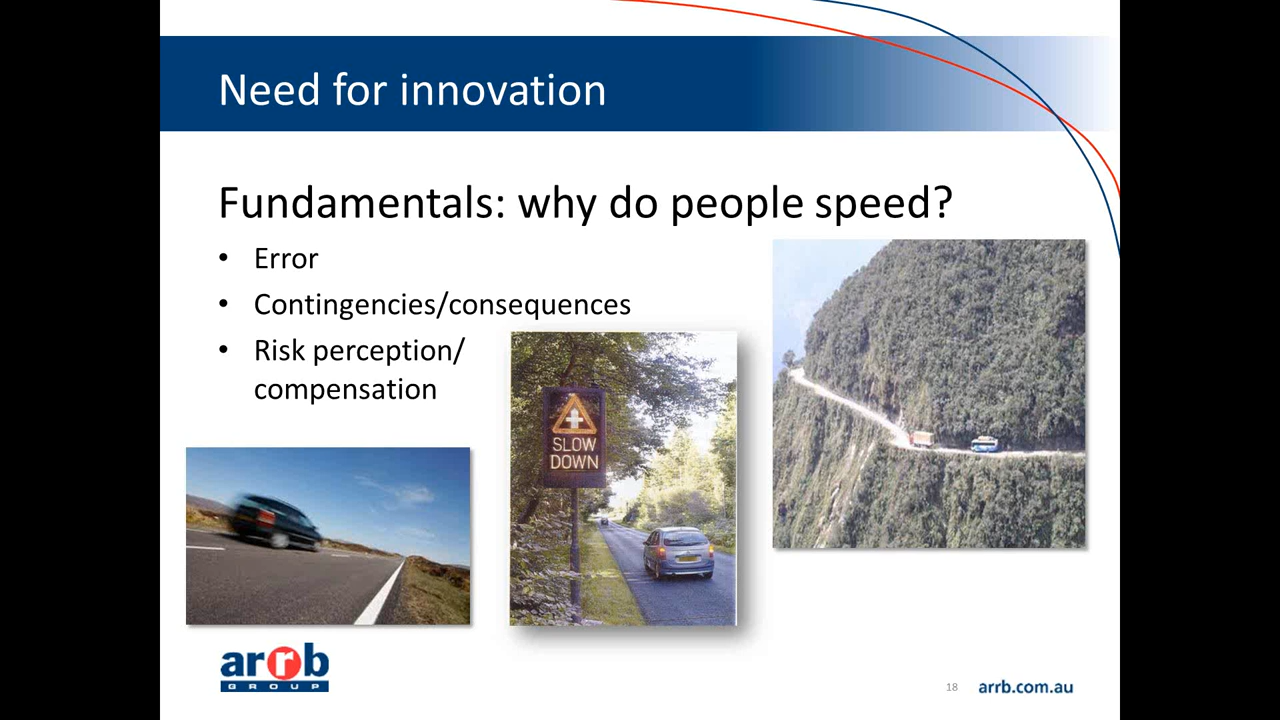 Need for innovation
Fundamentals: why do people speed?
• Error
• Contingencies/consequences
• Risk perception/
compensation
SLOW
DOWN
arrb
GROUP
18
arrb.com.au